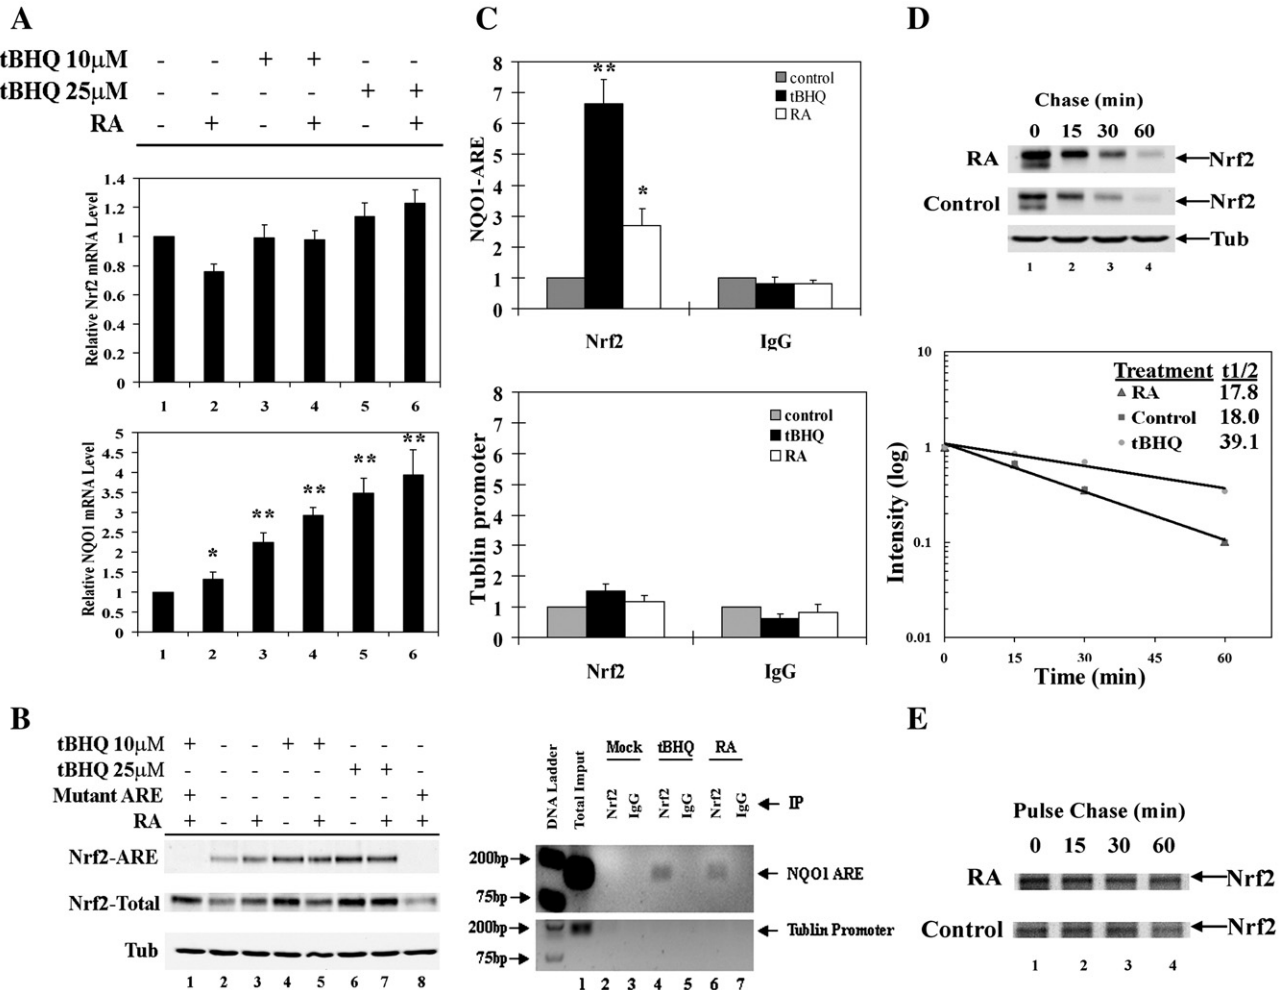 A
tBHQ 10μM - - + + - -
tBHQ 25μM - - - - + +
RA - + - + - +
Relative Nrf2 mRNA Level
1.4
1.2
1
0.8
0.6
0.4
0.2
0
1 2 3 4 5 6
Relative NQO1 mRNA Level
5
4.5
4
3.5
3
2.5
2
1.5
1
0.5
0
* ** ** ** **
1 2 3 4 5 6
B
tBHQ 10μM + - - + + - - -
tBHQ 25μM - - - - - + + -
Mutant ARE + - - - - - - +
RA + - + - + - + +
Nrf2-ARE
Nrf2-Total
Tub
1 2 3 4 5 6 7 8
C
NQO1-ARE
8
7
6
5
4
3
2
1
0
** *
control
tBHQ
RA
Nrf2 IgG
Tublin promoter
8
7
6
5
4
3
2
1
0
control
tBHQ
RA
Nrf2 IgG
Mock tBHQ RA
DNA Ladder Total Input Nrf2 IgG Nrf2 IgG Nrf2 IgG IP
200bp
75bp
NQO1 ARE
200bp
75bp
Tublin Promoter
1 2 3 4 5 6 7
D
Chase (min)
0 15 30 60
RA Nrf2
Control Nrf2
Tub
1 2 3 4
Intensity (log)
10
1
0.1
0.01
Treatment t1/2
RA 17.8
Control 18.0
tBHQ 39.1
0 15 30 45 60
Time (min)
E
Pulse Chase (min)
0 15 30 60
RA Nrf2
Control Nrf2
1 2 3 4